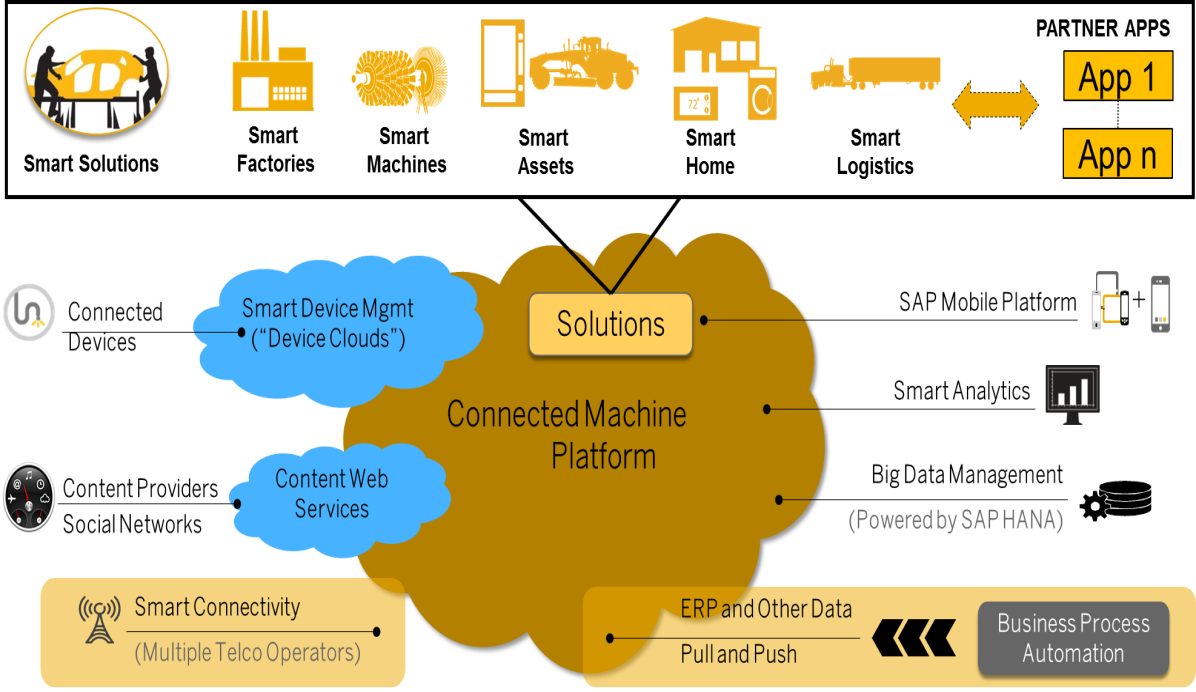 PARTNER APPS
App 1
App n
Smart Solutions
Smart
Factories
Smart
Machines
Smart
Assets
72°
Smart
Home
Smart
Logistics
Connected
Devices
Smart Device Mgmt
(“Device Clouds”)
Solutions
SAP Mobile Platform
+
Connected Machine
Platform
Smart Analytics
Content Providers
Social Networks
Content Web
Services
Big Data Management
(Powered by SAP HANA)
Smart Connectivity
(Multiple Telco Operators)
ERP and Other Data
Pull and Push
Business Process
Automation